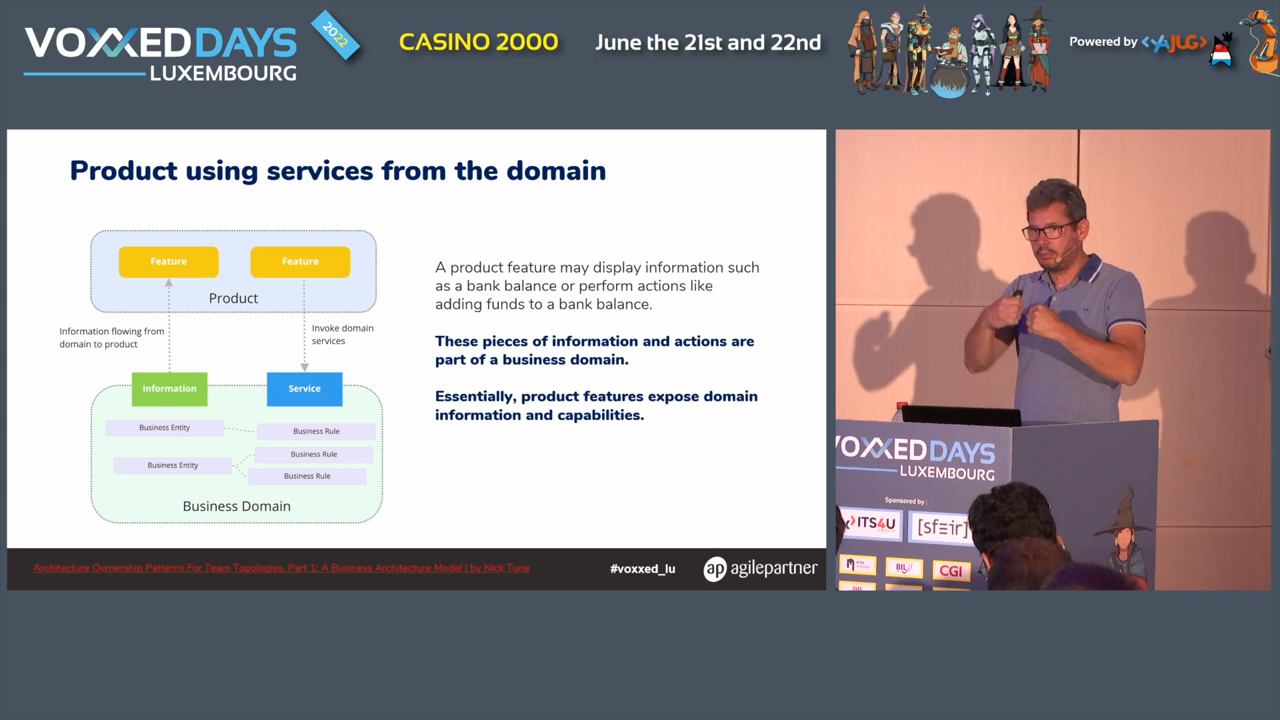 VOXXED DAYS
LUXEMBOURG
2022
CASINO 2000
June the 21st and 22nd
Powered by <YAJUG>
Product using services from the domain
Feature
Feature
Product
Information flowing from
domain to product
Invoke domain
services
Information
Service
Business Entity
Business Rule
Business Entity
Business Rule
Business Rule
Business Domain
A product feature may display information such
as a bank balance or perform actions like
adding funds to a bank balance.
These pieces of information and actions are
part of a business domain.
Essentially, product features expose domain
information and capabilities.
Architecture Ownership Patterns For Team Topologies. Part 1: A Business Architecture Model | by Nick Tune
#voxxed_lu
ap agilepartner
VOXXED DAYS
LUXEMBOURG
Sponsored by :
ITS4U
[sfeir]
BIL
CGI